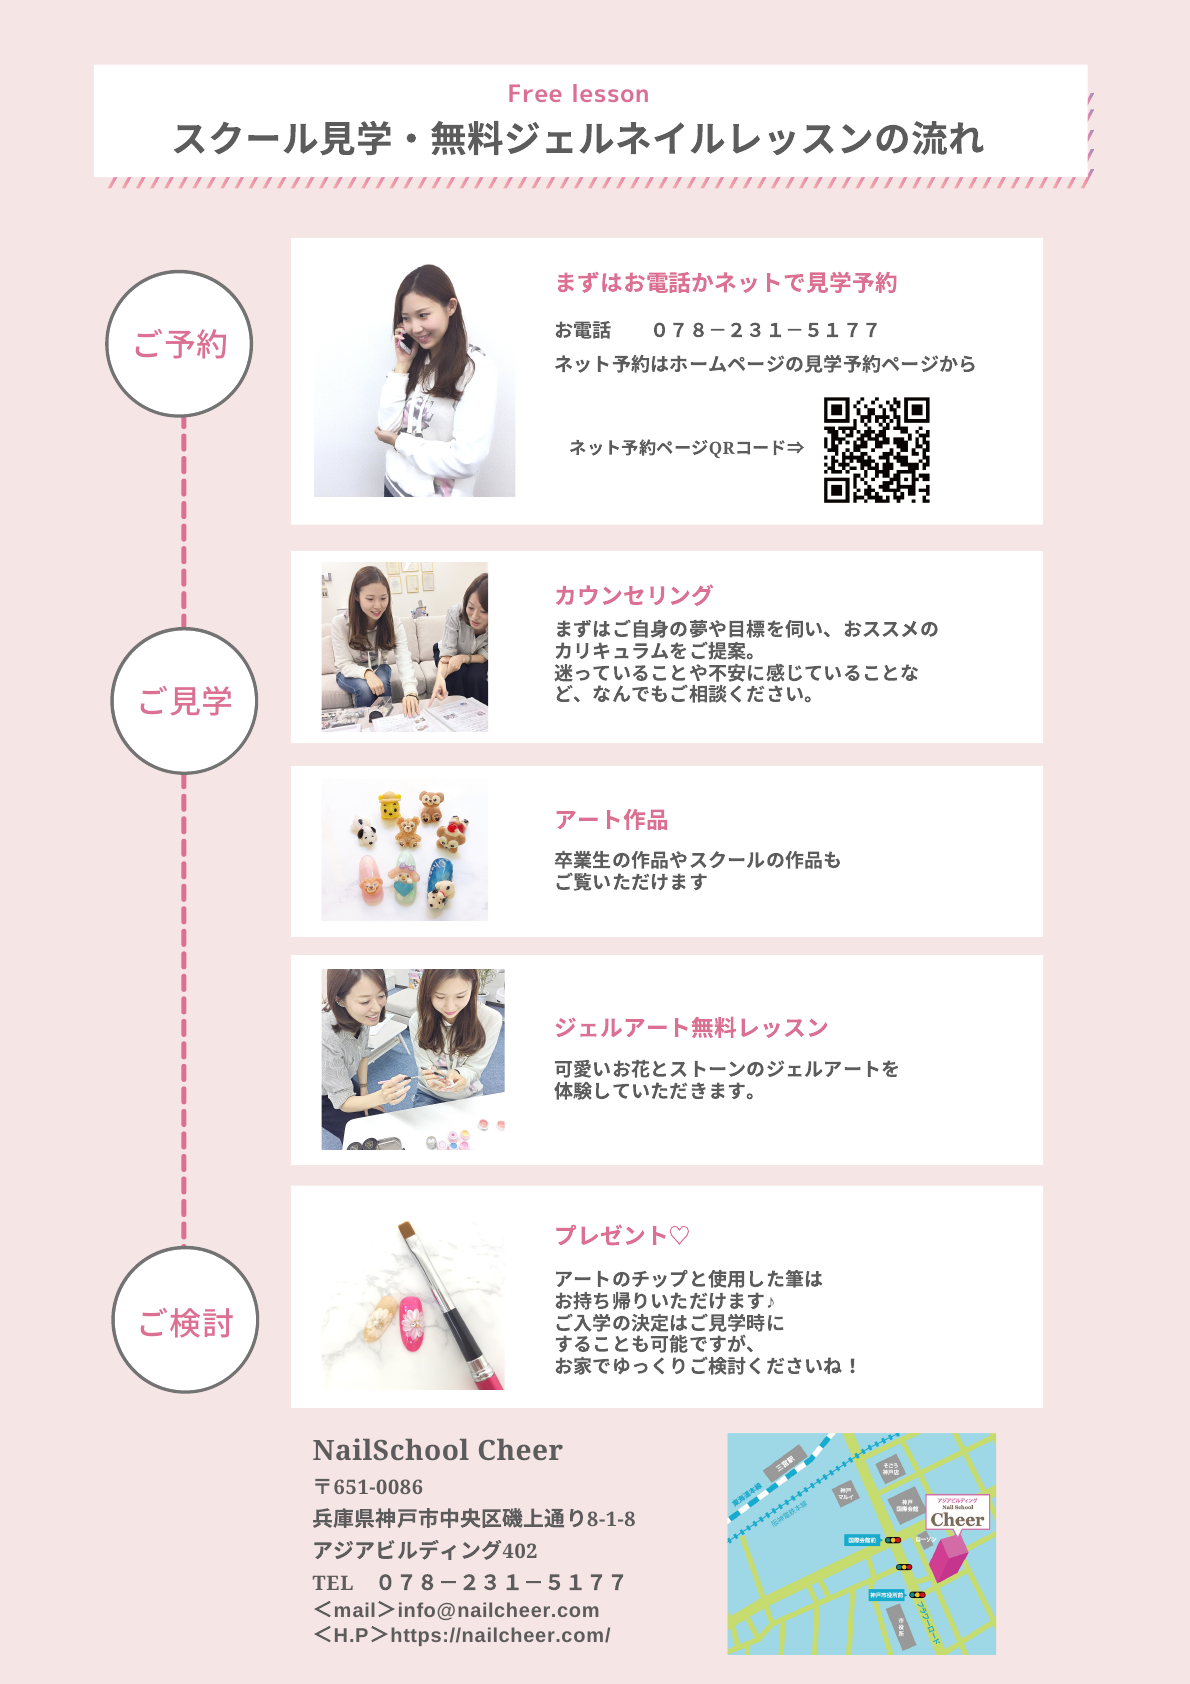 Free lesson
スクール見学・無料ジェルネイルレッスンの流れ
ご予約
まずはお電話かネットで見学予約
お電話　　０７８－２３１－５１７７
ネット予約はホームページの見学予約ページから
ネット予約ページQRコード⇒
ご見学
カウンセリング
まずはご自身の夢や目標を伺い、おススメの
カリキュラムをご提案。
迷っていることや不安に感じていることな
ど、なんでもご相談ください。
アート作品
卒業生の作品やスクールの作品も
ご覧いただけます
ジェルアート無料レッスン
可愛いお花とストーンのジェルアートを
体験していただきます。
ご検討
プレゼント♡
アートのチップと使用した筆は
お持ち帰りいただけます♪
ご入学の決定はご見学時に
することも可能ですが、
お家でゆっくりご検討くださいね！
NailSchool Cheer
〒651-0086
兵庫県神戸市中央区磯上通り8-1-8
アジアビルディング402
TEL　０７８－２３１－５１７７
＜mail＞info@nailcheer.com
＜H.P＞https://nailcheer.com/
三宮駅
東海道本線
阪神電鉄本線
そごう
神戸店
神戸
マルイ
神戸
国際会館
アジアビルディング
Nail School
Cheer
国際会館前
ローソン
神戸市役所前
市
役
所
フラワーロード